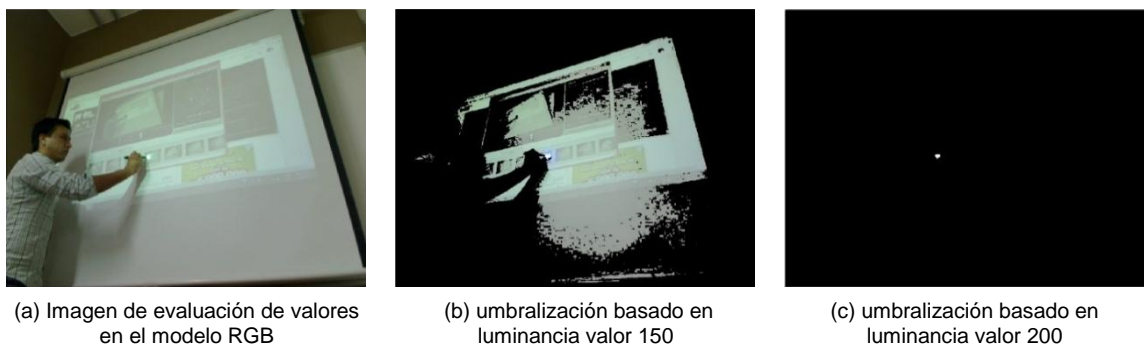 (a) Imagen de evaluación de valores
en el modelo RGB
(b) umbralización basado en
luminancia valor 150
(c) umbralización basado en
luminancia valor 200